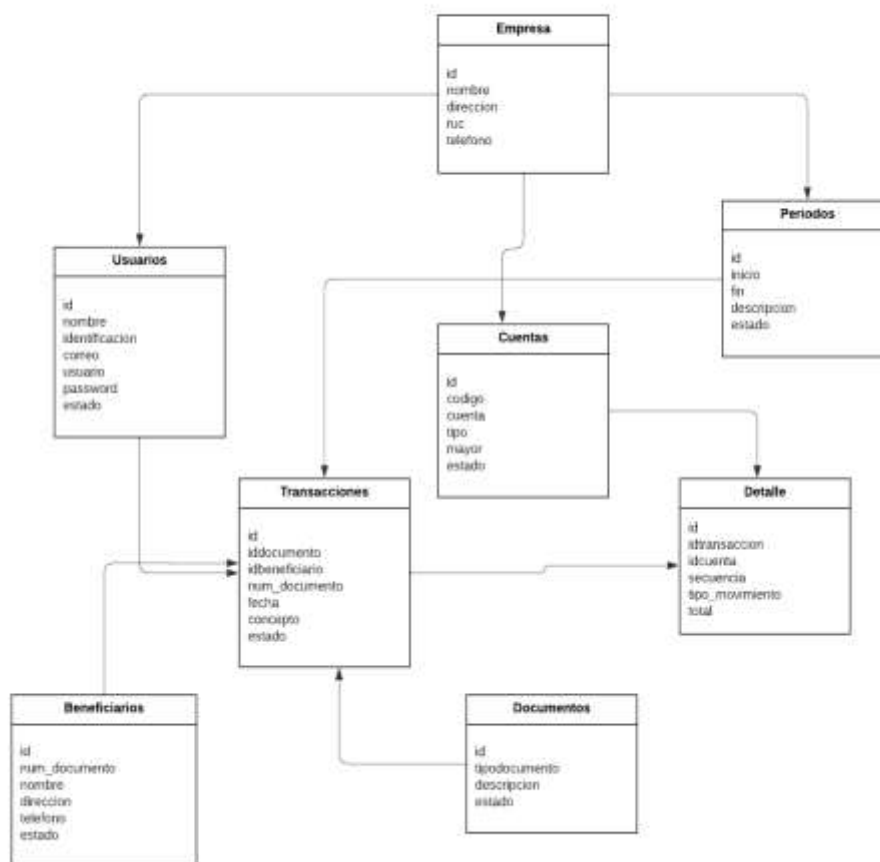 Empresa
id
nombre
direccion
ruc
telefono
Periodos
id
inicio
fin
descripcion
estado
Usuarios
id
nombre
identificacion
correo
usuario
password
estado
Cuentas
id
codigo
cuenta
tipo
mayor
estado
Transacciones
id
iddocumento
idbeneficiario
num_documento
fecha
concepto
estado
Detalle
id
idtransaccion
idcuenta
secuencia
tipo_movimiento
total
Beneficiarios
id
num_documento
nombre
direccion
telefono
estado
Documentos
id
tipodocumento
descripcion
estado